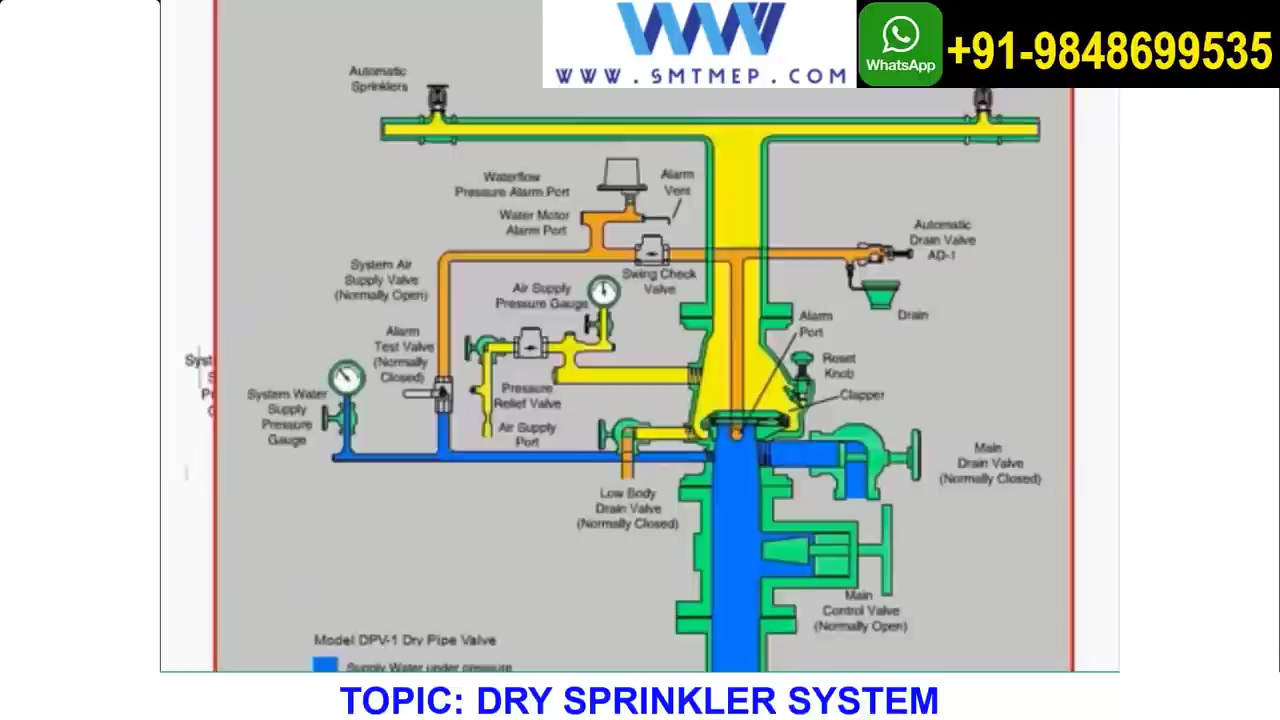 WWW.SMTMEP.COM
WhatsApp
+91-9848699535
Automatic
Sprinklers
Waterflow
Pressure Alarm Port
Alarm
Vent
Water Motor
Alarm Port
Automatic
Drain Valve
AD-1
System Air
Supply Valve
(Normally Open)
Swing Check
Valve
Air Supply
Pressure Gauge
Drain
Alarm
Port
Alarm
Test Valve
(Normally
Closed)
Reset
Knob
Syst
System Water
Supply
Pressure
Gauge
Pressure
Relief Valve
Clapper
Air Supply
Port
Main
Drain Valve
(Normally Closed)
Low Body
Drain Valve
(Normally Closed)
Main
Control Valve
(Normally Open)
Model DPV-1 Dry Pipe Valve
Supply Water under pressure
TOPIC: DRY SPRINKLER SYSTEM